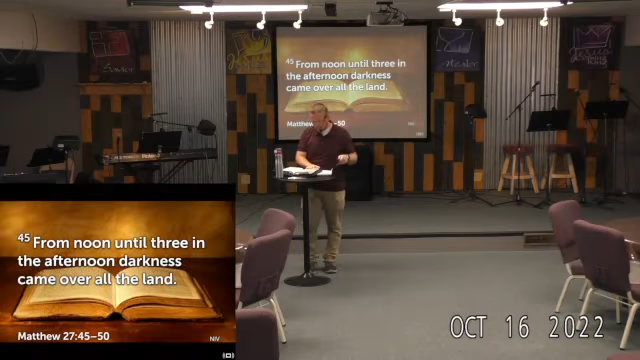 45 From noon until three in
the afternoon darkness
came over all the land.
Matthew 27:45-50
NIV
45 From noon until three in
the afternoon darkness
came over all the land.
Matthew 27:45–50
NIV
OCT 16 2022